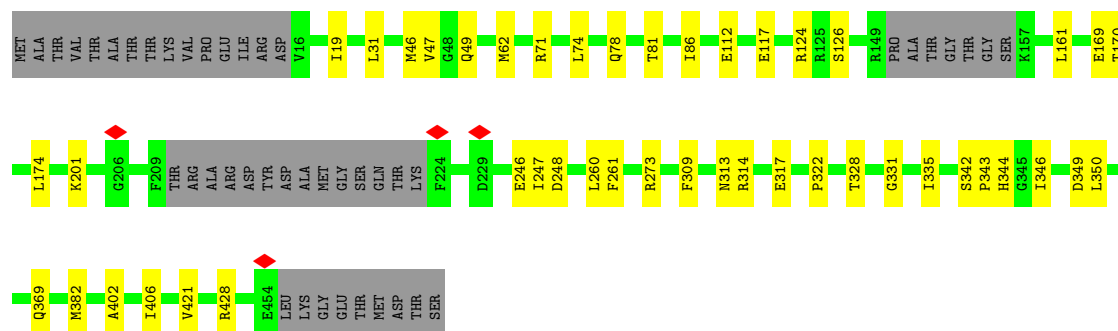 MET ALA THR VAL THR ALA THR THR LYS VAL PRO GLU ILE ARG ASP V16 I19 L31 M46 V47 G48 Q49 M62 R71 L74 Q78 T81 I86 E112 E117 R124 R125 S126 R149 PRO ALA THR GLY THR GLY SER K157 L161 E169 T170
L174 K201 G206 F209 THR ARG ALA ARG ASP TYR ASP ALA MET GLY SER GLN THR LYS F224 D229 E246 I247 D248 L260 F261 R273 F309 N313 R314 E317 P322 T328 G331 I335 S342 P343 H344 G345 I346 D349 L350
Q369 M382 A402 I406 V421 R428 E454 LEU LYS GLY GLU THR MET ASP THR SER